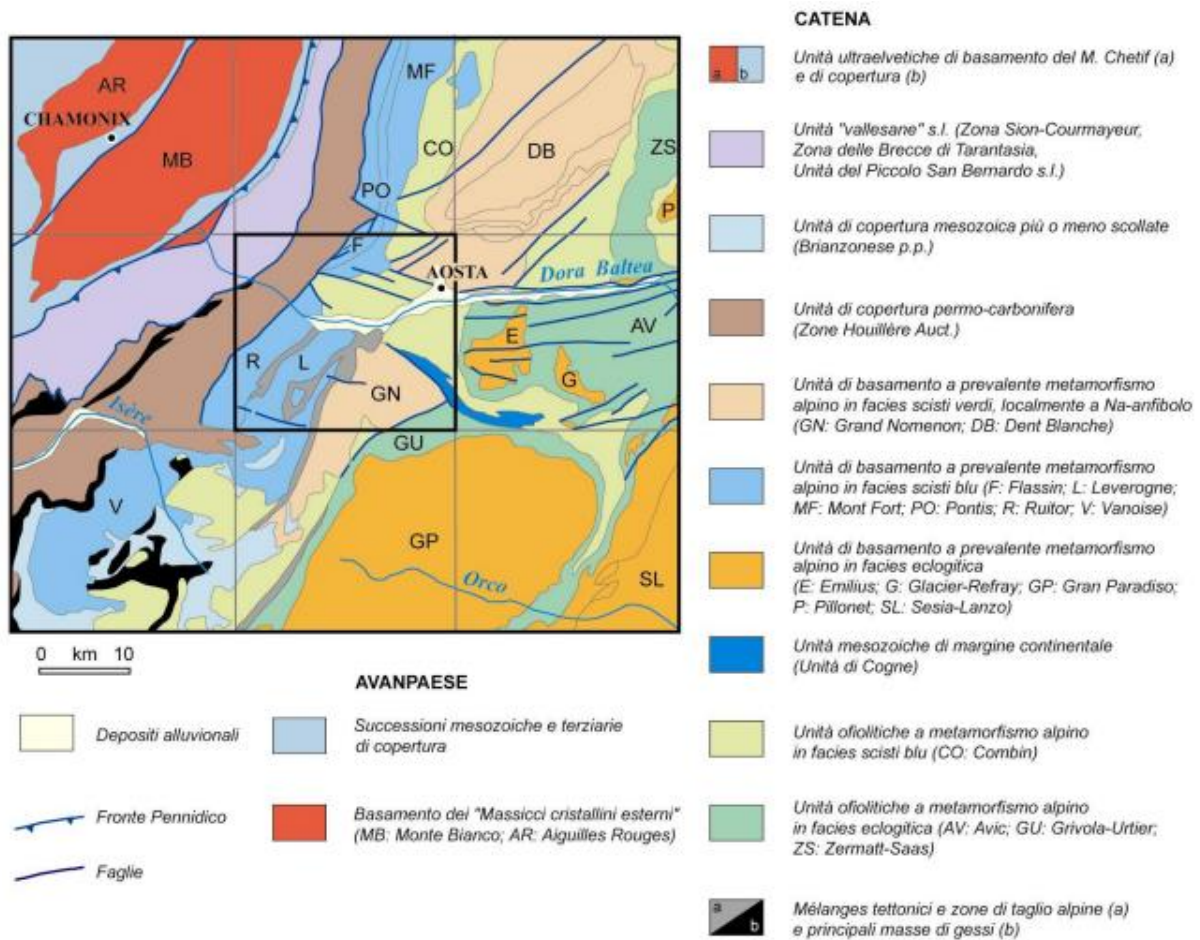 AR
CHAMONIX
MB
MF
CO
DB
ZS
PO
P
F
AOSTA
Dora Baltea
R
L
GN
E
AV
G
Isère
GU
V
GP
Orco
SL
0 km 10
AVANPAESE
Depositi alluvionali
Successioni mesozoiche e terziarie
di copertura
Fronte Pennidico
Basamento dei "Massicci cristallini esterni"
(MB: Monte Bianco; AR: Aiguilles Rouges)
Faglie
CATENA
a
b
Unità ultraelvetiche di basamento del M. Chetif (a)
e di copertura (b)
Unità "vallesane" s.l. (Zona Sion-Courmayeur,
Zona delle Brecce di Tarantasia,
Unità del Piccolo San Bernardo s.l.)
Unità di copertura mesozoica più o meno scollate
(Brianzonese p.p.)
Unità di copertura permo-carbonifera
(Zone Houillère Auct.)
Unità di basamento a prevalente metamorfismo
alpino in facies scisti verdi, localmente a Na-anfibolo
(GN: Grand Nomenon; DB: Dent Blanche)
Unità di basamento a prevalente metamorfismo
alpino in facies scisti blu (F: Flassin; L: Leverogne;
MF: Mont Fort; PO: Pontis; R: Ruitor; V: Vanoise)
Unità di basamento a prevalente metamorfismo
alpino in facies eclogitica
(E: Emilius; G: Glacier-Refray; GP: Gran Paradiso;
P: Pillonet; SL: Sesia-Lanzo)
Unità mesozoiche di margine continentale
(Unità di Cogne)
Unità ofiolitiche a metamorfismo alpino
in facies scisti blu (CO: Combin)
Unità ofiolitiche a metamorfismo alpino
in facies eclogitica (AV: Avic; GU: Grivola-Urtier;
ZS: Zermatt-Saas)
a
b
Mélanges tettonici e zone di taglio alpine (a)
e principali masse di gessi (b)